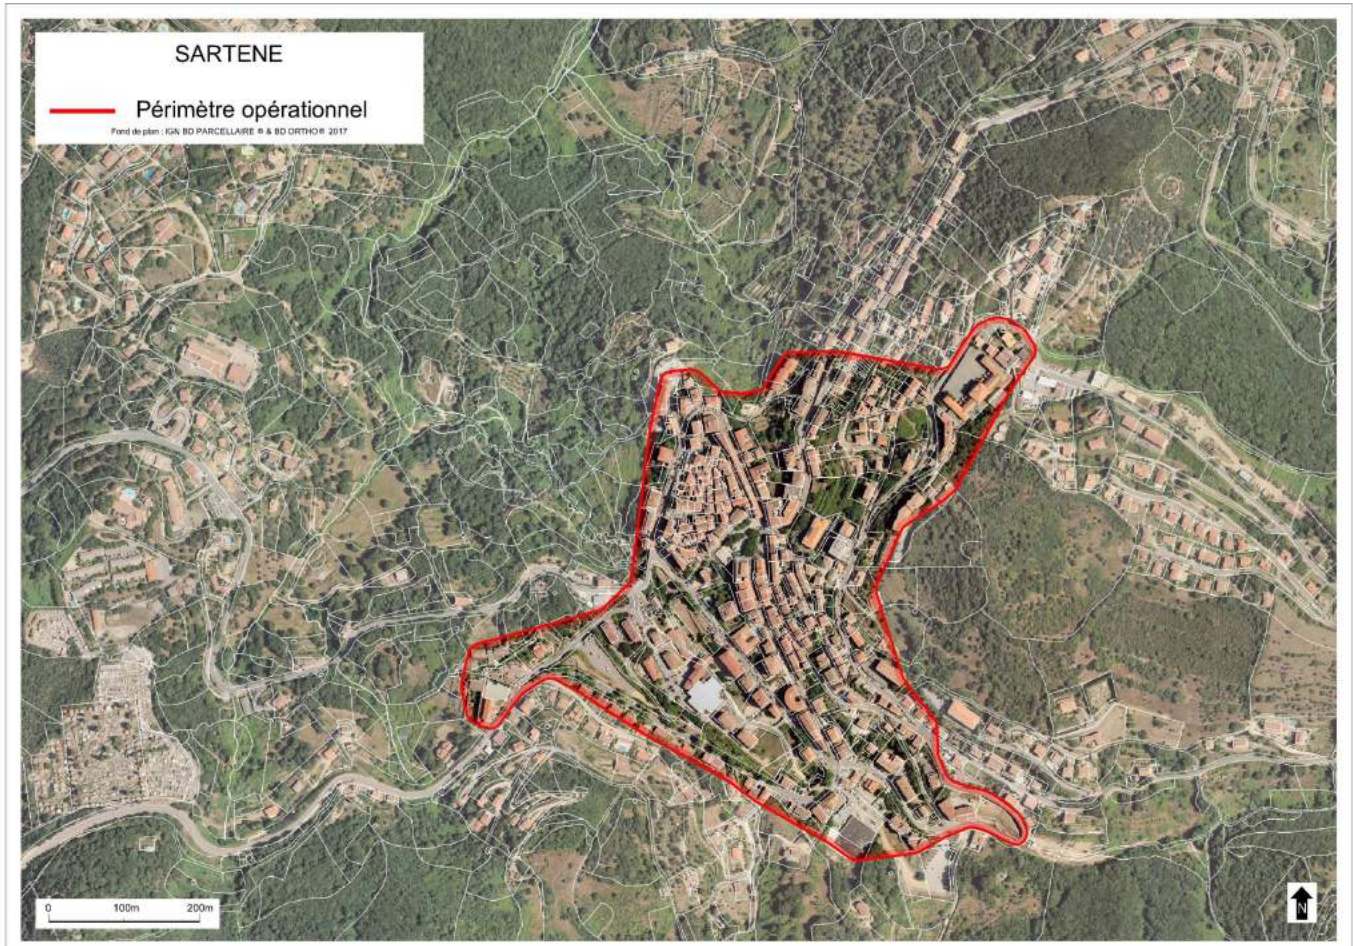 SARTENE
Périmètre opérationnel
Fond de plan : IGN BD PARCELLAIRE ® & BD ORTHO® 2017
0 100m 200m
N